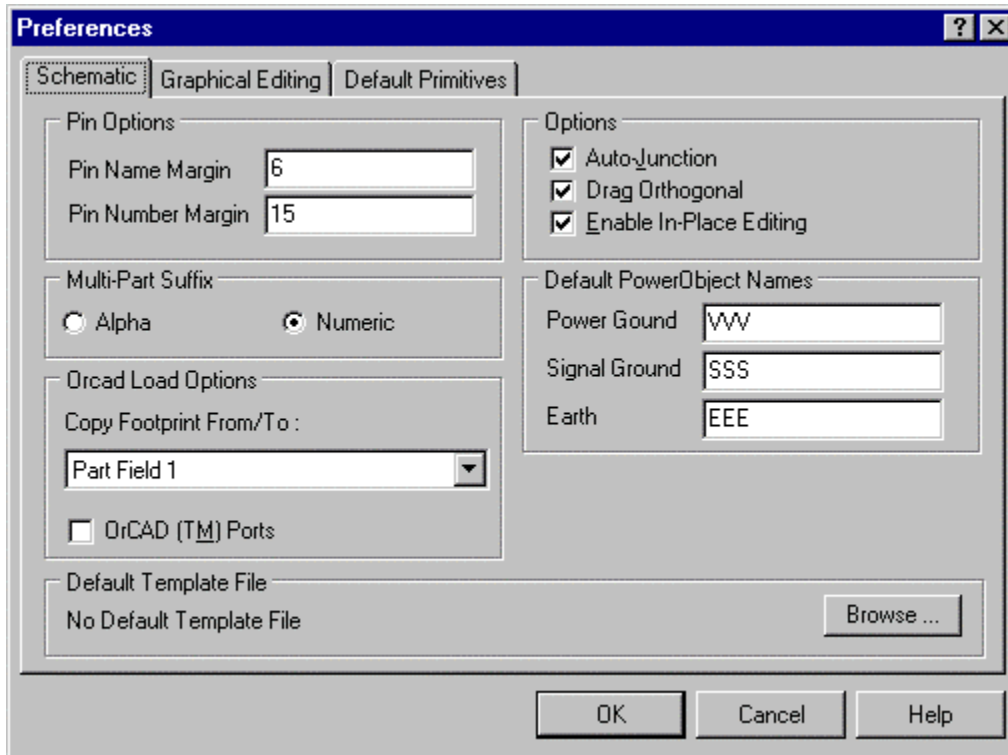 Preferences
Schematic
Graphical Editing
Default Primitives
Pin Options
Pin Name Margin 6
Pin Number Margin 15
Multi-Part Suffix
Alpha Numeric
Orcad Load Options
Copy Footprint From/To :
Part Field 1
OrCAD (TM) Ports
Options
Auto-Junction
Drag Orthogonal
Enable In-Place Editing
Default PowerObject Names
Power Gound VVV
Signal Ground SSS
Earth EEE
Default Template File
No Default Template File
Browse ...
OK
Cancel
Help